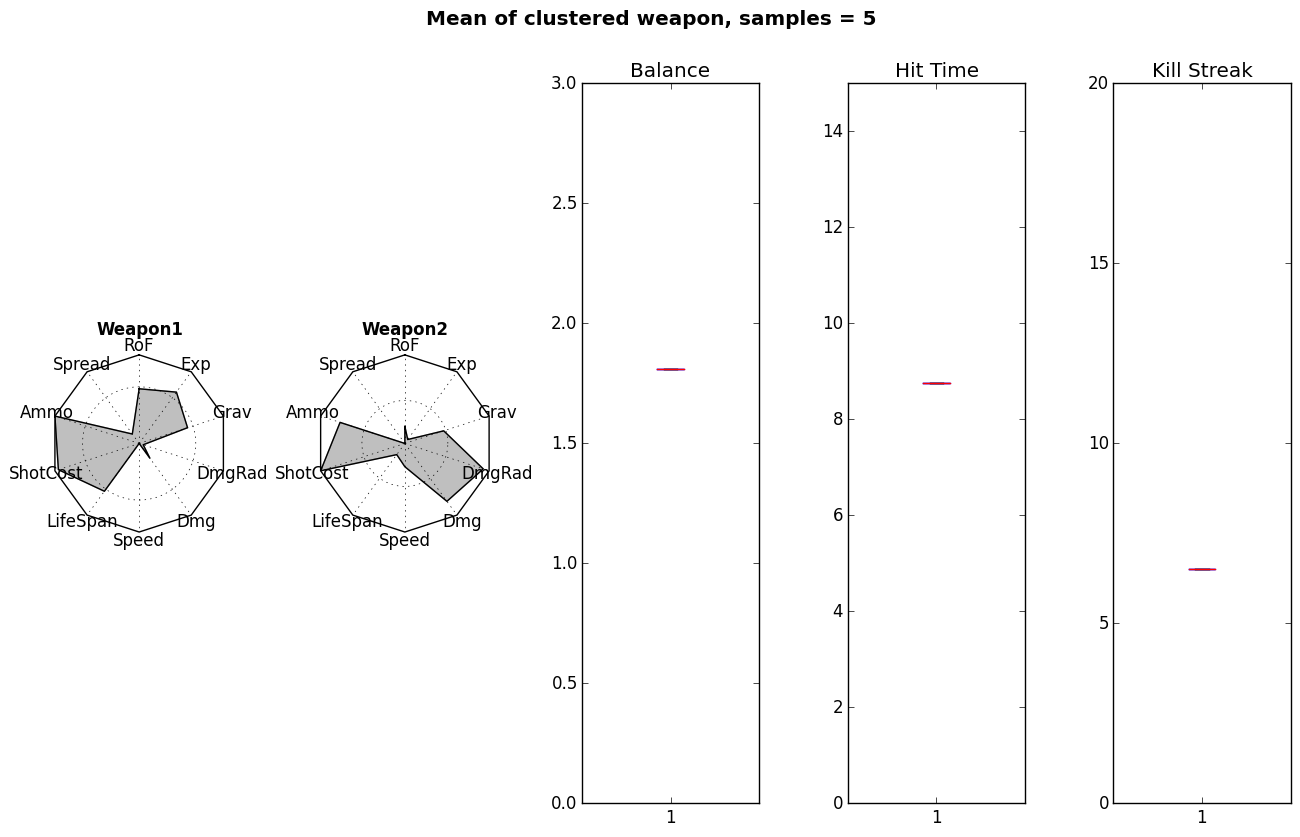 Mean of clustered weapon, samples = 5
Weapon1
RoF
Spread
Exp
Ammo
Grav
ShotCost
DmgRad
LifeSpan
Dmg
Speed
Weapon2
RoF
Spread
Exp
Ammo
Grav
ShotCost
DmgRad
LifeSpan
Dmg
Speed
Balance
3.0
2.5
2.0
1.5
1.0
0.5
0.0
1
Hit Time
14
12
10
8
6
4
2
0
1
Kill Streak
20
15
10
5
0
1